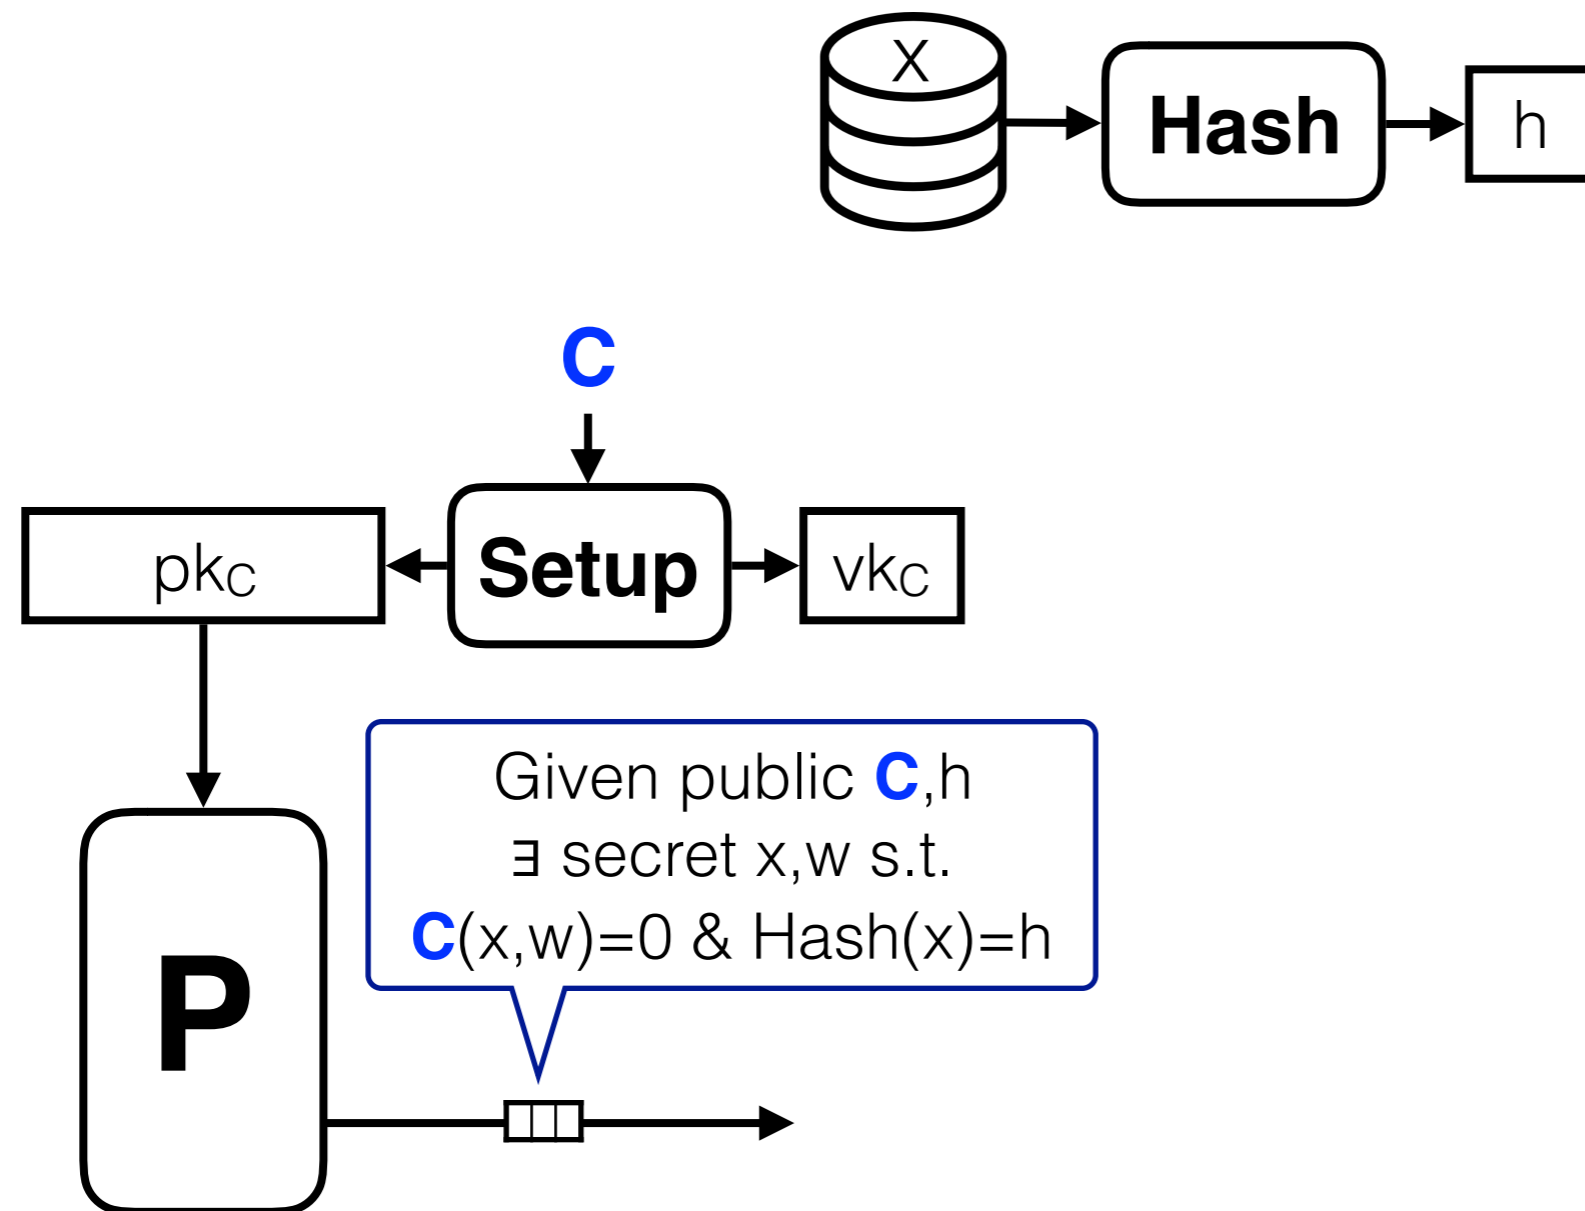 X
Hash
h
C
pkC
Setup
vkC
Given public C,h
∃ secret x,w s.t.
C(x,w)=0 & Hash(x)=h
P